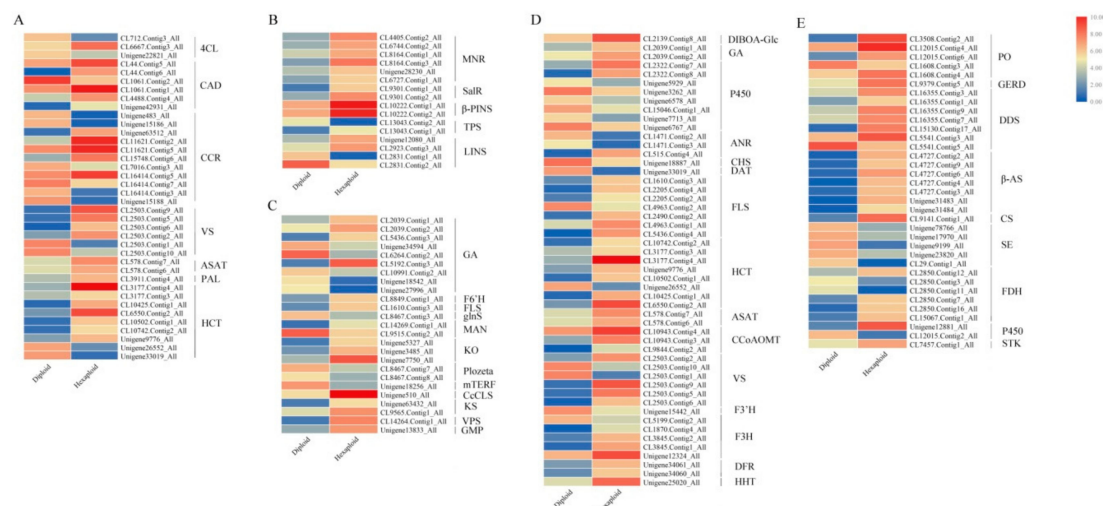 A
CL712.Contig3_All
CL6667.Contig3_All
Unigene22821_All
4CL
CL44.Contig5_All
CL44.Contig6_All
CL1061.Contig2_All
CL1061.Contig1_All
CL4488.Contig4_All
Unigene42931_All
CAD
Unigene483_All
Unigene15186_All
Unigene63512_All
CL11621.Contig2_All
CL11621.Contig5_All
CL15748.Contig6_All
CL7016.Contig3_All
CL16414.Contig5_All
CL16414.Contig7_All
CL16414.Contig3_All
Unigene15188_All
CCR
CL2503.Contig9_All
CL2503.Contig5_All
CL2503.Contig6_All
CL2503.Contig2_All
CL2503.Contig1_All
CL2503.Contig10_All
VS
CL578.Contig7_All
CL578.Contig6_All
ASAT
CL3911.Contig4_All
PAL
CL3177.Contig4_All
CL3177.Contig3_All
CL10425.Contig1_All
CL6550.Contig2_All
CL10502.Contig1_All
CL10742.Contig2_All
Unigene9776_All
Unigene26552_All
Unigene33019_All
HCT
Diploid
Hexaploid
B
CL4405.Contig2_All
CL6744.Contig2_All
CL8164.Contig1_All
CL8164.Contig3_All
Unigene28230_All
CL6727.Contig1_All
MNR
CL9301.Contig1_All
CL9301.Contig2_All
SalR
CL10222.Contig1_All
CL10222.Contig2_All
β-PINS
CL13043.Contig2_All
CL13043.Contig1_All
TPS
Unigene12080_All
CL2923.Contig3_All
CL2831.Contig1_All
CL2831.Contig2_All
LINS
Diploid
Hexaploid
C
CL2039.Contig1_All
CL2039.Contig2_All
CL5436.Contig3_All
Unigene34594_All
CL6264.Contig2_All
CL5192.Contig3_All
CL10991.Contig2_All
Unigene18542_All
Unigene27996_All
GA
CL8849.Contig1_All
F6'H
CL1610.Contig3_All
FLS
CL8467.Contig3_All
glnS
CL14269.Contig1_All
CL9515.Contig2_All
MAN
Unigene5327_All
Unigene3485_All
Unigene7750_All
KO
CL8467.Contig7_All
CL8467.Contig8_All
Plozeta
Unigene18256_All
mTERF
Unigene510_All
CcCLS
Unigene63432_All
KS
CL9565.Contig1_All
CL14264.Contig1_All
VPS
Unigene13833_All
GMP
Diploid
Hexaploid
D
CL2139.Contig8_All
DIBOA-Glc
CL2039.Contig1_All
CL2039.Contig2_All
GA
CL2322.Contig7_All
CL2322.Contig8_All
Unigene5929_All
Unigene3262_All
Unigene6578_All
CL15046.Contig1_All
Unigene7713_All
Unigene6767_All
P450
CL1471.Contig2_All
CL1471.Contig3_All
CL515.Contig4_All
ANR
Unigene18887_All
CHS
Unigene33019_All
DAT
CL1610.Contig3_All
CL2205.Contig4_All
CL2205.Contig2_All
CL4963.Contig2_All
CL2490.Contig2_All
CL4963.Contig1_All
CL5436.Contig4_All
FLS
CL10742.Contig2_All
CL3177.Contig3_All
CL3177.Contig4_All
Unigene9776_All
CL10502.Contig1_All
Unigene26552_All
CL10425.Contig1_All
CL6550.Contig2_All
HCT
CL578.Contig7_All
CL578.Contig6_All
ASAT
CL10943.Contig4_All
CL10943.Contig3_All
CL9844.Contig2_All
CCoAOMT
CL2503.Contig2_All
CL2503.Contig10_All
CL2503.Contig1_All
CL2503.Contig9_All
CL2503.Contig5_All
CL2503.Contig6_All
VS
Unigene15442_All
CL5199.Contig2_All
F3'H
CL1870.Contig4_All
CL3845.Contig2_All
CL3845.Contig1_All
Unigene12324_All
F3H
Unigene34061_All
Unigene34060_All
DFR
Unigene25020_All
HHT
Diploid
Hexaploid
E
CL3508.Contig2_All
CL12015.Contig4_All
CL12015.Contig6_All
CL1608.Contig3_All
CL1608.Contig4_All
PO
CL9379.Contig5_All
GERD
CL16355.Contig3_All
CL16355.Contig1_All
CL16355.Contig9_All
CL16355.Contig7_All
CL15130.Contig17_All
CL5541.Contig3_All
CL5541.Contig5_All
DDS
CL4727.Contig2_All
CL4727.Contig9_All
CL4727.Contig6_All
CL4727.Contig4_All
CL4727.Contig3_All
Unigene31483_All
Unigene31484_All
β-AS
CL9141.Contig1_All
CS
Unigene78766_All
Unigene17970_All
Unigene9199_All
Unigene23820_All
CL29.Contig1_All
SE
CL2850.Contig12_All
CL2850.Contig3_All
CL2850.Contig11_All
CL2850.Contig7_All
CL2850.Contig16_All
CL15067.Contig1_All
FDH
Unigene12881_All
CL12015.Contig2_All
P450
CL7457.Contig1_All
STK
Diploid
Hexaploid
10.00
8.00
6.00
4.00
2.00
0.00